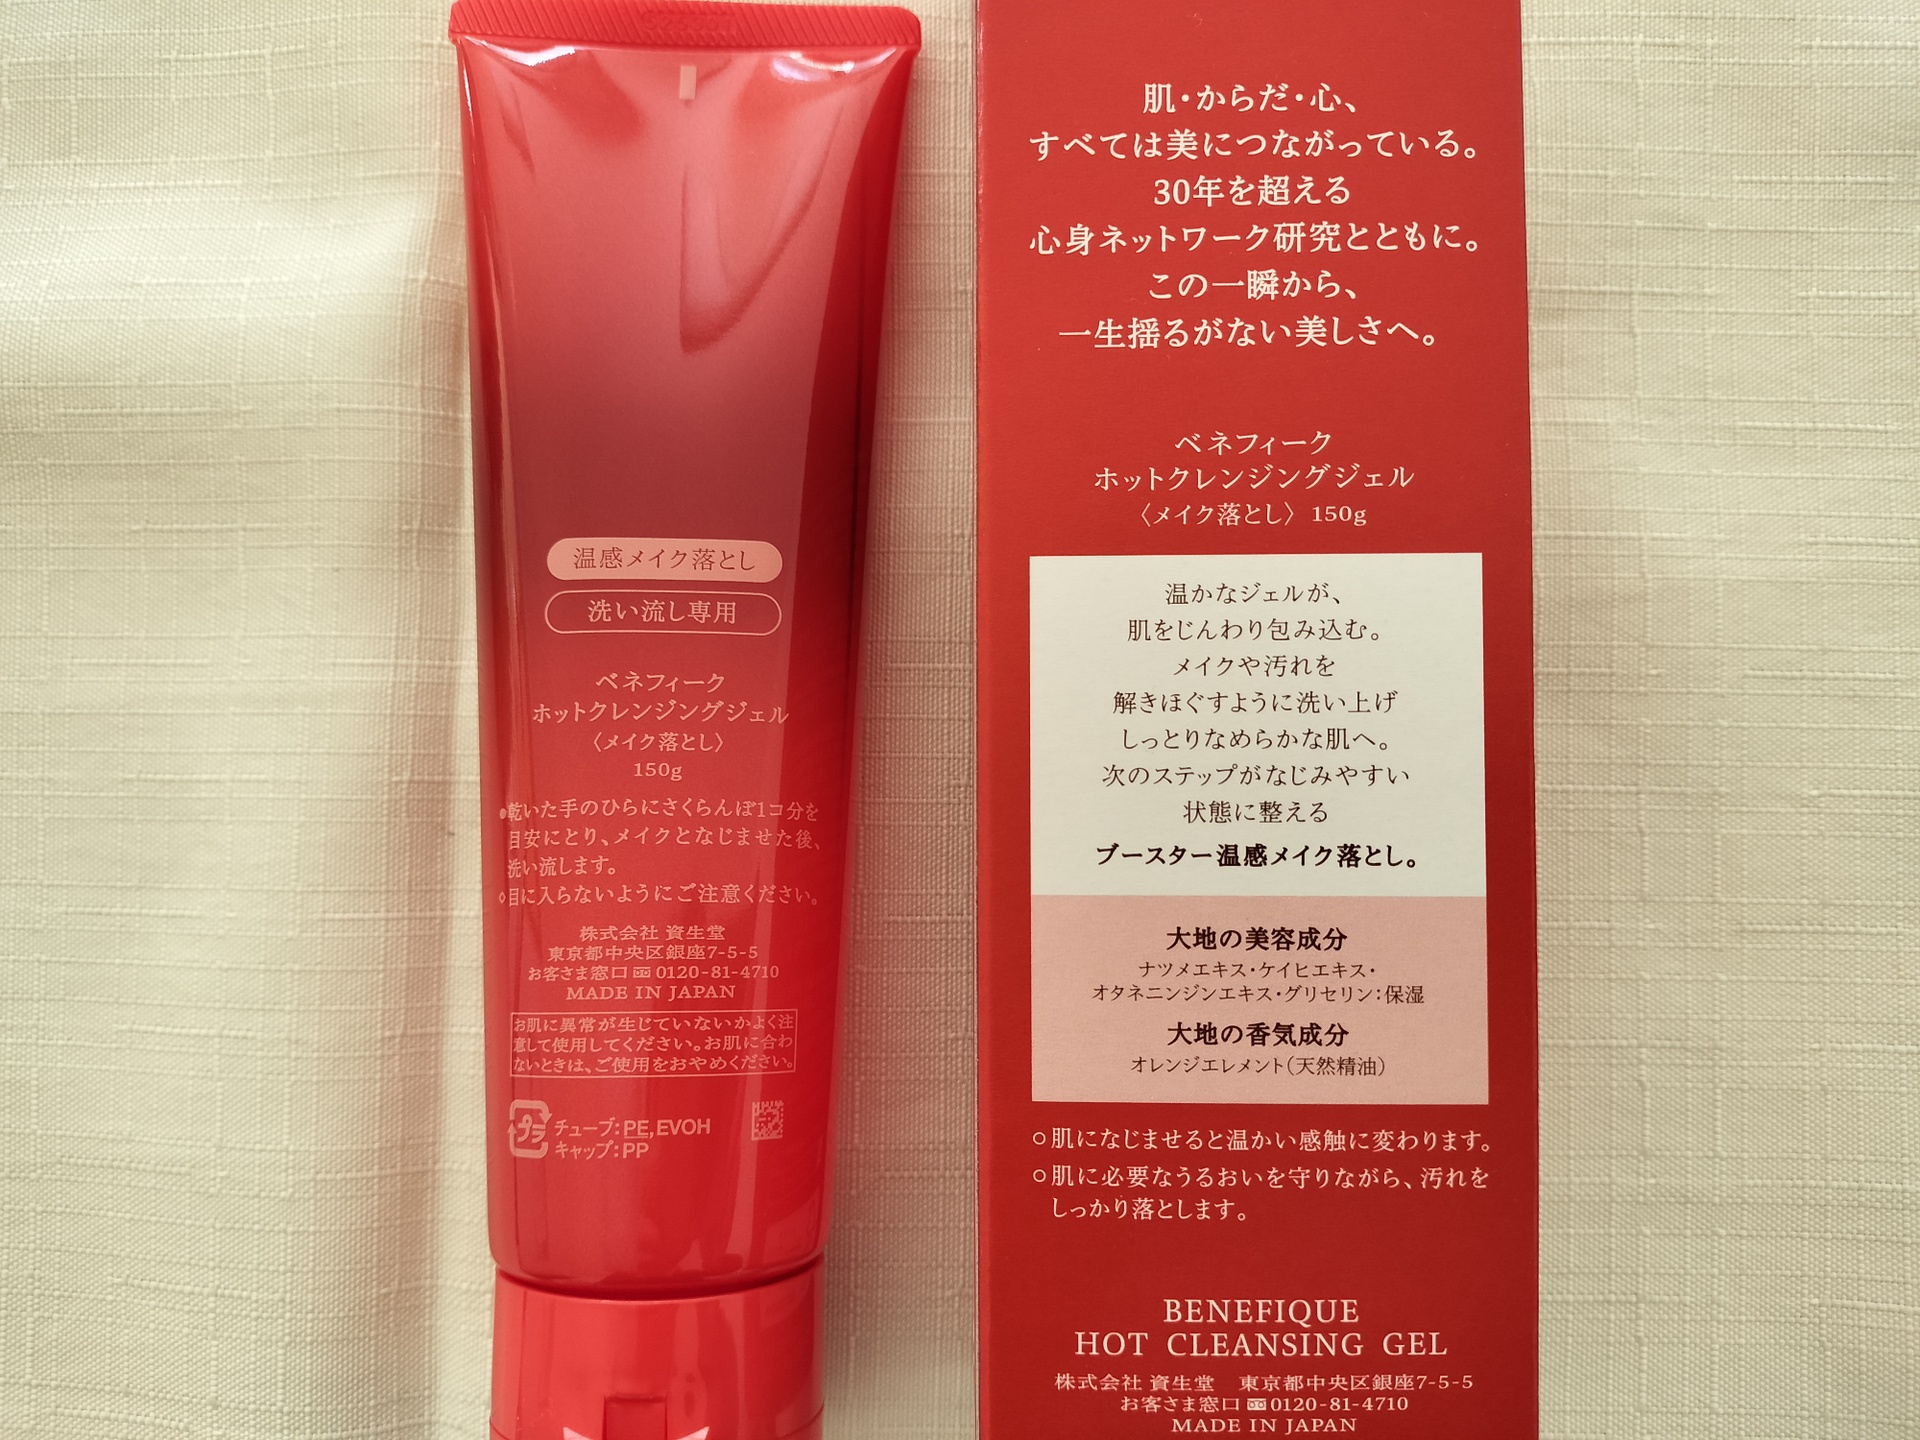 温感メイク落とし
洗い流し専用
ベネフィーク
ホットクレンジングジェル
〈メイク落とし〉
150g
●乾いた手のひらにさくらんぼ1コ分を
目安にとり、メイクとなじませた後、
洗い流します。
○目に入らないようにご注意ください。
株式会社 資生堂
東京都中央区銀座7-5-5
お客さま窓口 0120-81-4710
MADE IN JAPAN
お肌に異常が生じていないかよく注
意して使用してください。お肌に合わ
ないときは、ご使用をおやめください。
プラ
チューブ:PE,EVOH
キャップ:PP
肌・からだ・心、
すべては美につながっている。
30年を超える
心身ネットワーク研究とともに。
この一瞬から、
一生揺るがない美しさへ。
ベネフィーク
ホットクレンジングジェル
〈メイク落とし〉 150g
温かなジェルが、
肌をじんわり包み込む。
メイクや汚れを
解きほぐすように洗い上げ
しっとりなめらかな肌へ。
次のステップがなじみやすい
状態に整える
ブースター温感メイク落とし。
大地の美容成分
ナツメエキス・ケイヒエキス・
オタネニンジンエキス・グリセリン：保湿
大地の香気成分
オレンジエレメント（天然精油）
○肌になじませると温かい感触に変わります。
○肌に必要なうるおいを守りながら、汚れを
しっかり落とします。
BENEFIQUE
HOT CLEANSING GEL
株式会社 資生堂 東京都中央区銀座7-5-5
お客さま窓口 0120-81-4710
MADE IN JAPAN